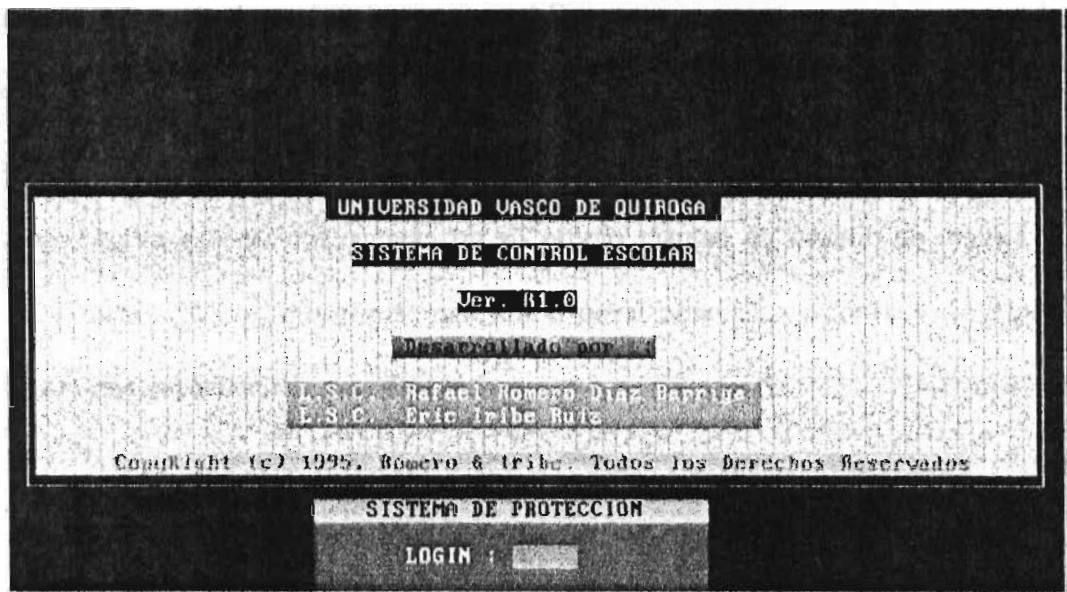 UNIVERSIDAD VASCO DE QUIROGA
SISTEMA DE CONTROL ESCOLAR
Ver. R1.0
Desarrollado por :
L.S.C. Rafael Romero Diaz Barriga
L.S.C. Eric Iribe Ruiz
CopyRight (c) 1995. Romero & Iribe. Todos los Derechos Reservados
SISTEMA DE PROTECCION
LOGIN :